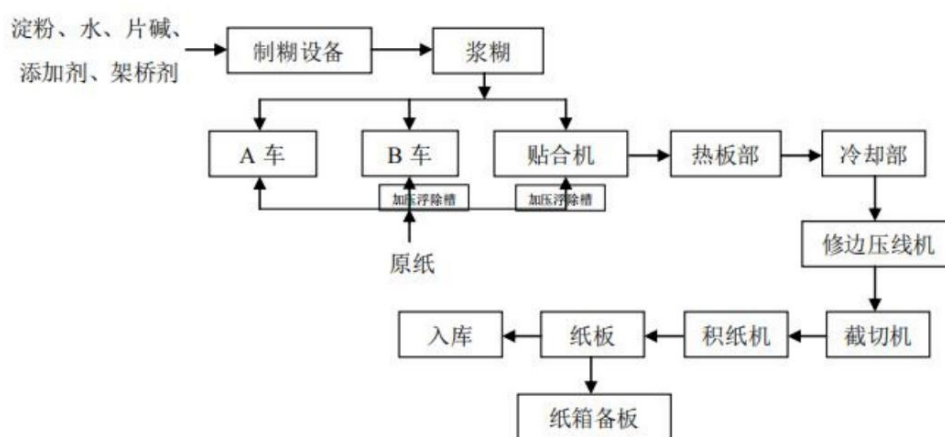 淀粉、水、片碱、
添加剂、架桥剂
制糊设备
浆糊
A 车
B 车
贴合机
热板部
冷却部
加压浮除槽
加压浮除槽
原纸
修边压线机
入库
纸板
积纸机
截切机
纸箱备板